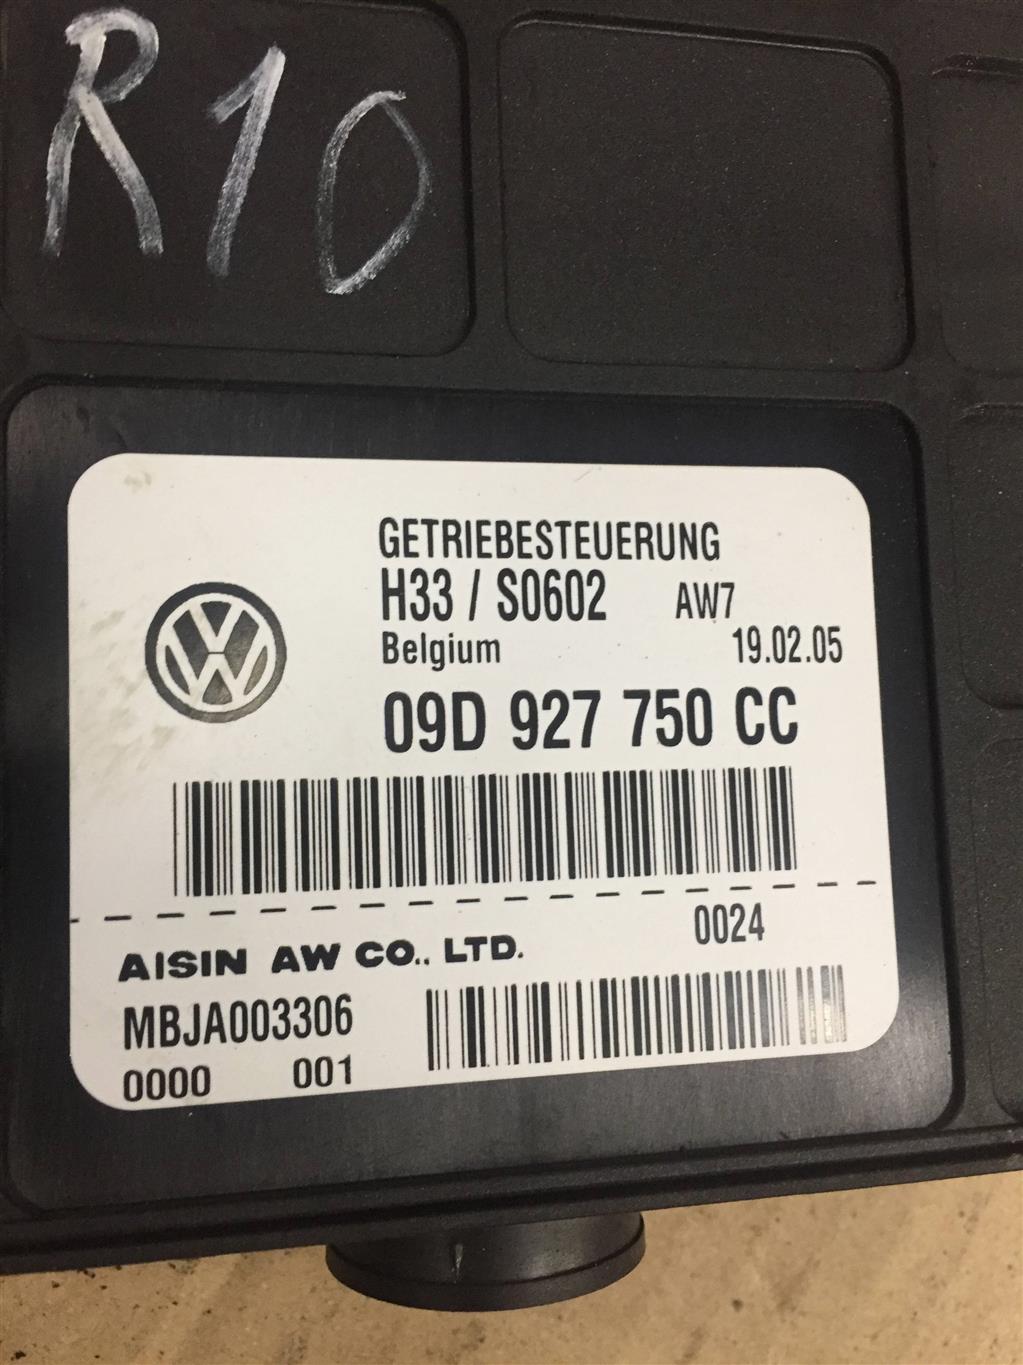 R10
GETRIEBESTEUERUNG
H33 / S0602 AW7
Belgium 19.02.05
09D 927 750 CC
0024
AISIN AW CO., LTD.
MBJA003306
0000 001